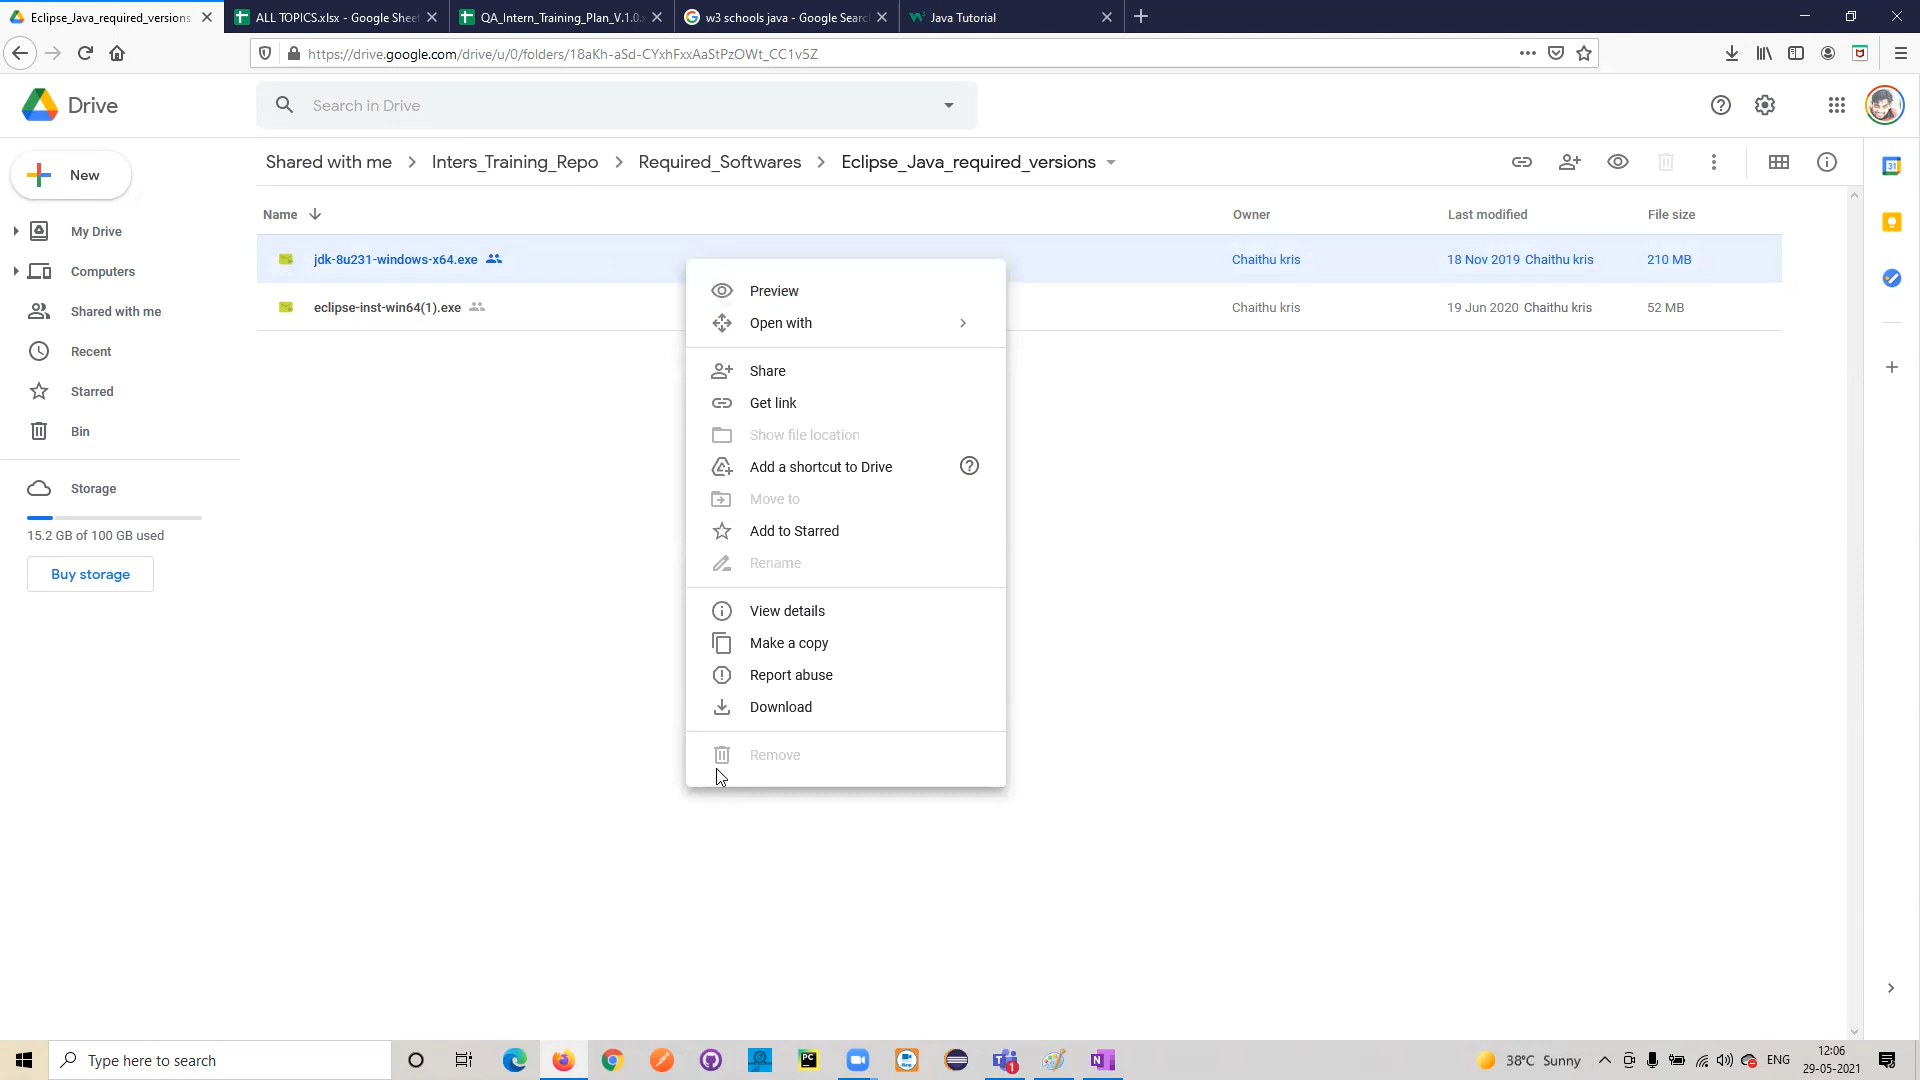 Eclipse_Java_required_versions
ALL TOPICS.xlsx - Google Sheet
QA_Intern_Training_Plan_V.1.0.
w3 schools java - Google Searc
Java Tutorial
https://drive.google.com/drive/u/0/folders/18aKh-aSd-CYxhFxxAaStPzOWt_CC1v5Z
Drive
Search in Drive
New
Shared with me > Inters_Training_Repo > Required_Softwares > Eclipse_Java_required_versions
31
Name
Owner
Last modified
File size
jdk-8u231-windows-x64.exe
Chaithu kris
18 Nov 2019 Chaithu kris
210 MB
eclipse-inst-win64(1).exe
Chaithu kris
19 Jun 2020 Chaithu kris
52 MB
My Drive
Computers
Shared with me
Recent
Starred
Bin
Storage
15.2 GB of 100 GB used
Buy storage
Preview
Open with
Share
Get link
Show file location
Add a shortcut to Drive
Move to
Add to Starred
Rename
View details
Make a copy
Report abuse
Download
Remove
Type here to search
PC
1
N
38°C Sunny
ENG
12:06
29-05-2021